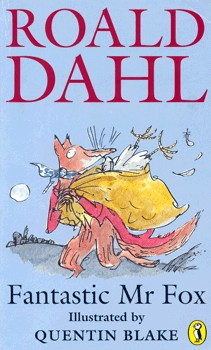 ROALD
DAHL
Fantastic Mr Fox
Illustrated by
QUENTIN BLAKE